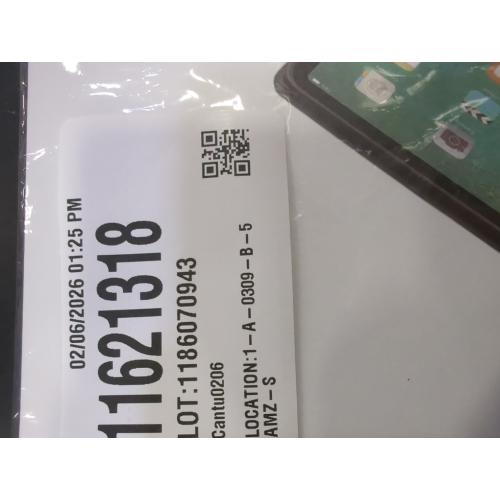 02/06/2026 01:25 PM
11621318
LOT:1186070943
Cantu0206
LOCATION:1-A-0309-B-5
AMZ-S